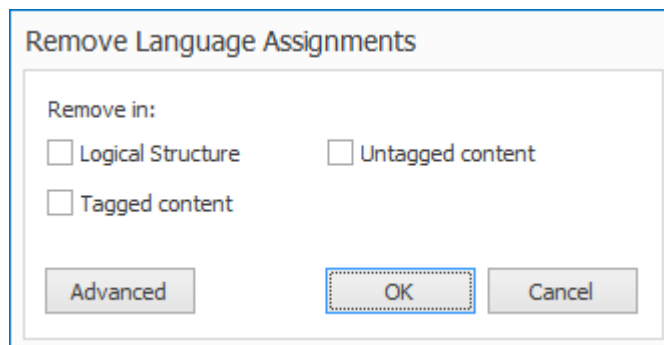 Remove Language Assignments
Remove in:
Logical Structure Untagged content
Tagged content
Advanced OK Cancel